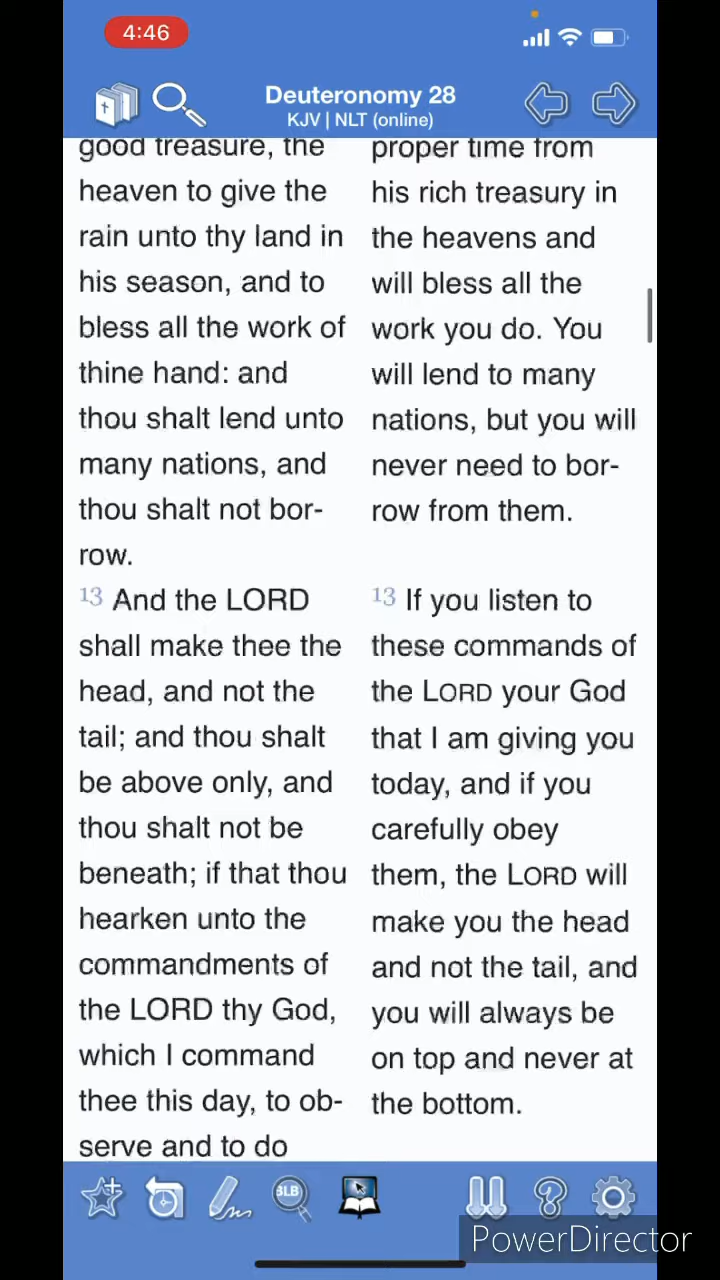 4:46
Deuteronomy 28
KJV | NLT (online)
good treasure, the
heaven to give the
rain unto thy land in
his season, and to
bless all the work of
thine hand: and
thou shalt lend unto
many nations, and
thou shalt not bor-
row.
13 And the LORD
shall make thee the
head, and not the
tail; and thou shalt
be above only, and
thou shalt not be
beneath; if that thou
hearken unto the
commandments of
the LORD thy God,
which I command
thee this day, to ob-
serve and to do
proper time from
his rich treasury in
the heavens and
will bless all the
work you do. You
will lend to many
nations, but you will
never need to bor-
row from them.
13 If you listen to
these commands of
the LORD your God
that I am giving you
today, and if you
carefully obey
them, the LORD will
make you the head
and not the tail, and
you will always be
on top and never at
the bottom.
BLB
PowerDirector